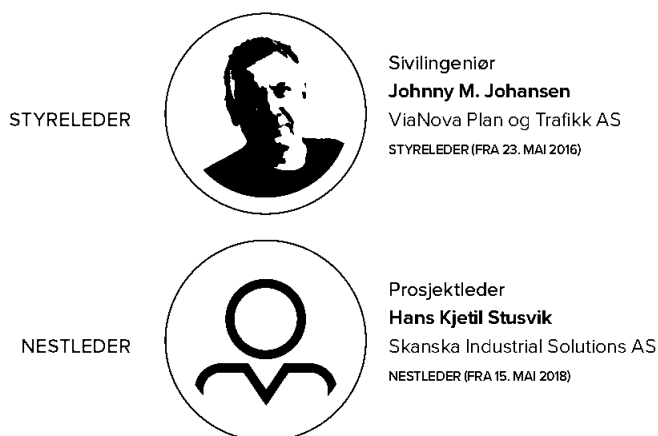 STYRELEDER
Sivilingeniør
Johnny M. Johansen
ViaNova Plan og Trafikk AS
STYRELEDER (FRA 23. MAI 2016)
NESTLEDER
Prosjektleder
Hans Kjetil Stusvik
Skanska Industrial Solutions AS
NESTLEDER (FRA 15. MAI 2018)